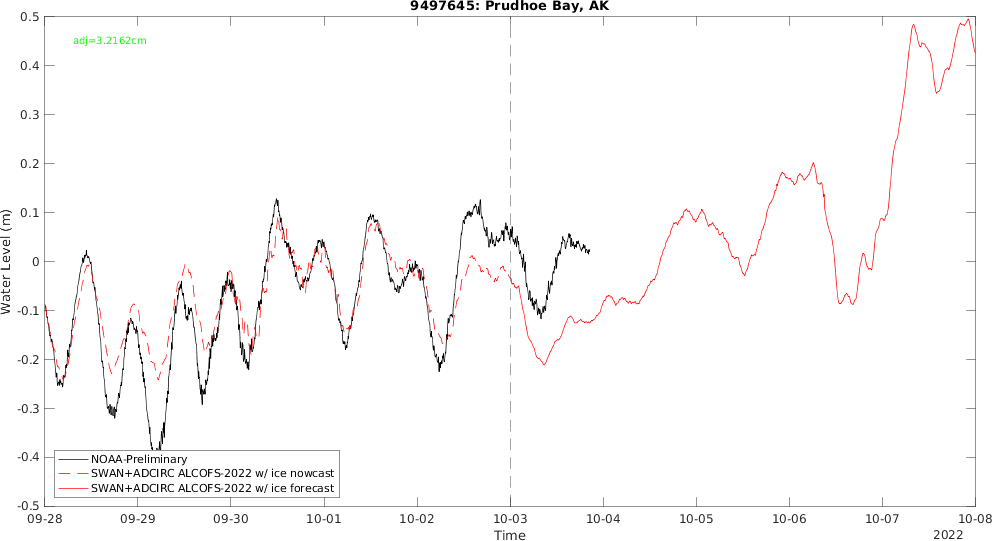 9497645: Prudhoe Bay, AK
adj=3.2162cm
0.5
0.4
0.3
0.2
0.1
0
-0.1
-0.2
-0.3
-0.4
-0.5
Water Level (m)
NOAA-Preliminary
SWAN+ADCIRC ALCOFS-2022 w/ ice nowcast
SWAN+ADCIRC ALCOFS-2022 w/ ice forecast
09-28 09-29 09-30 10-01 10-02 10-03 10-04 10-05 10-06 10-07 10-08
Time
2022